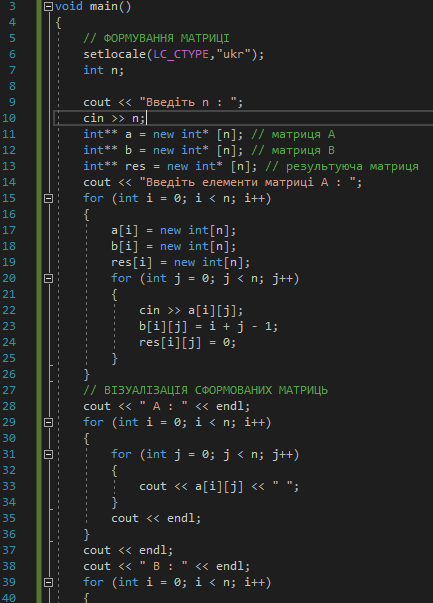 3 void main()
4 {
5 // ФОРМУВАННЯ МАТРИЦІ
6 setlocale(LC_CTYPE,"ukr");
7 int n;
8
9 cout << "Введіть n : ";
10 cin >> n;
11 int** a = new int* [n]; // матриця А
12 int** b = new int* [n]; // матриця В
13 int** res = new int* [n]; // результуюча матриця
14 cout << "Введіть елементи матриці А : ";
15 for (int i = 0; i < n; i++)
16 {
17 a[i] = new int[n];
18 b[i] = new int[n];
19 res[i] = new int[n];
20 for (int j = 0; j < n; j++)
21 {
22 cin >> a[i][j];
23 b[i][j] = i + j - 1;
24 res[i][j] = 0;
25 }
26 }
27 // ВІЗУАЛІЗАЦІЯ СФОРМОВАНИХ МАТРИЦЬ
28 cout << " A : " << endl;
29 for (int i = 0; i < n; i++)
30 {
31 for (int j = 0; j < n; j++)
32 {
33 cout << a[i][j] << " ";
34 }
35 cout << endl;
36 }
37 cout << endl;
38 cout << " B : " << endl;
39 for (int i = 0; i < n; i++)
40 {